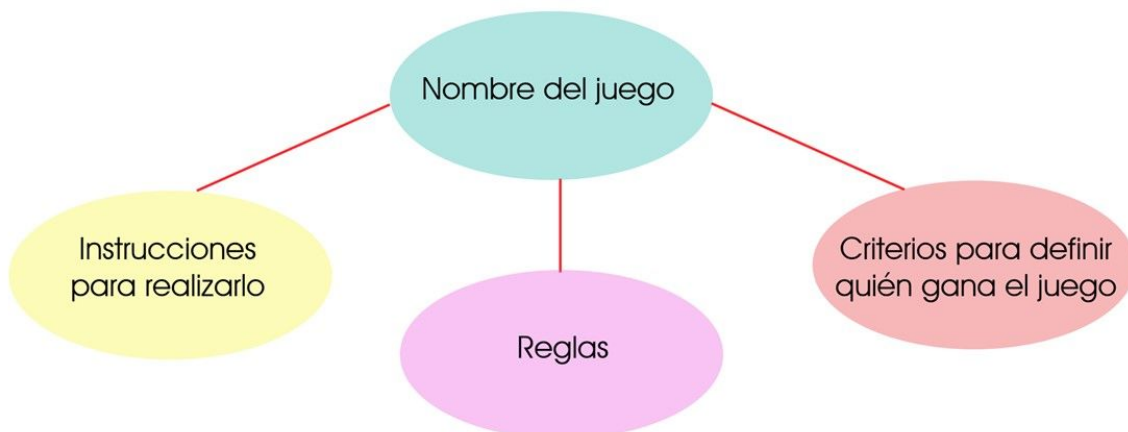 Nombre del juego
Instrucciones
para realizarlo
Reglas
Criterios para definir
quién gana el juego